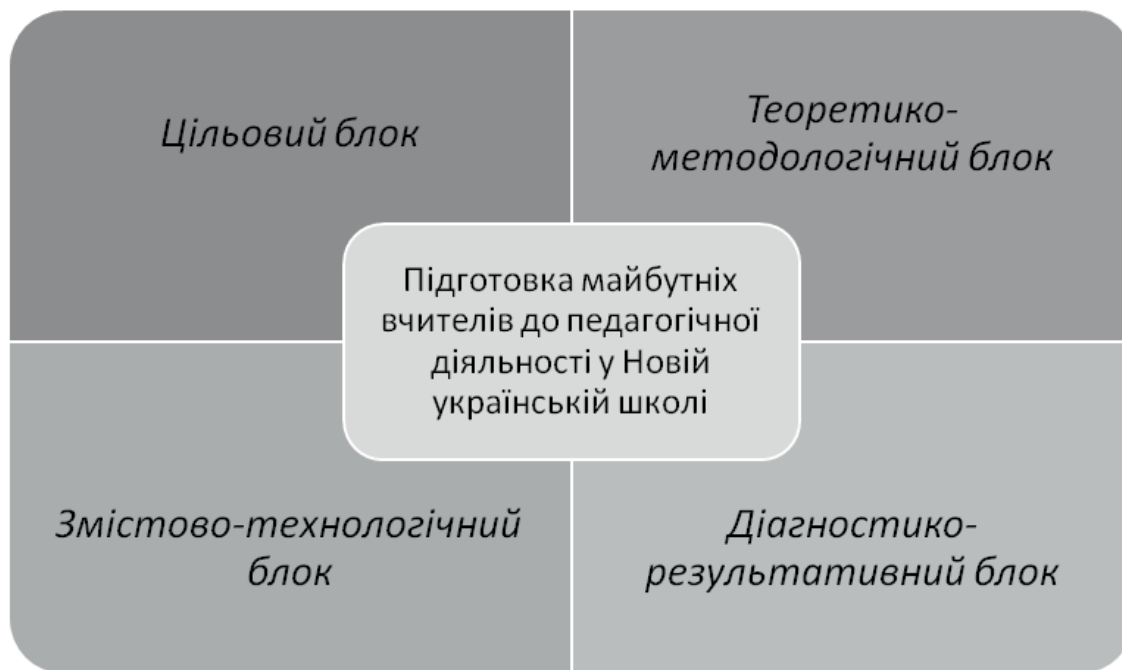 Цільовий блок
Теоретико-
методологічний блок
Підготовка майбутніх
вчителів до педагогічної
діяльності у Новій
українській школі
Змістово-технологічний
блок
Діагностико-
результативний блок